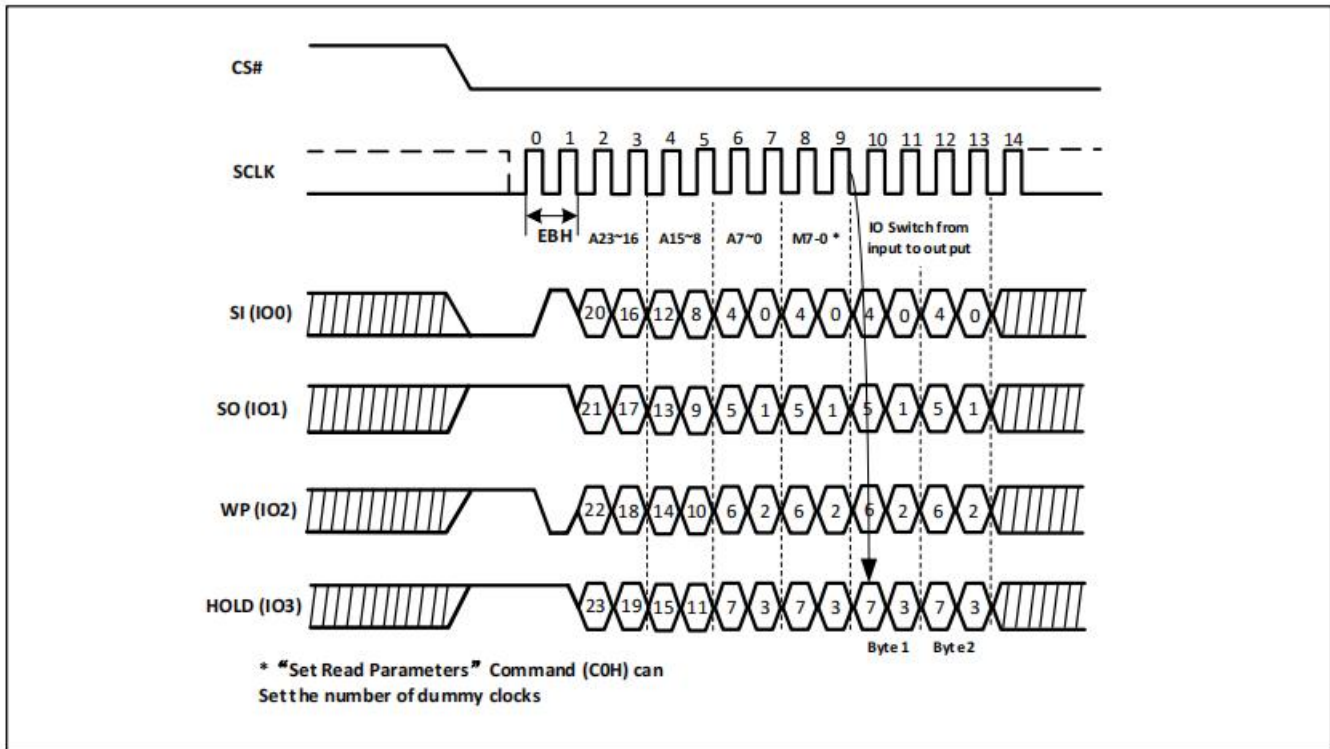 CS#
0 1 2 3 4 5 6 7 8 9 10 11 12 13 14
SCLK
EBH A23~16 A15~8 A7~0 M7-0 * IO Switch from
input to output
SI (IO0) 20 16 12 8 4 0 4 0 4 0 4 0
SO (IO1) 21 17 13 9 5 1 5 1 5 1 5 1
WP (IO2) 22 18 14 10 6 2 6 2 6 2 6 2
HOLD (IO3) 23 19 15 11 7 3 7 3 7 3 7 3
Byte 1 Byte 2
* “Set Read Parameters” Command (C0H) can
Set the number of dummy clocks